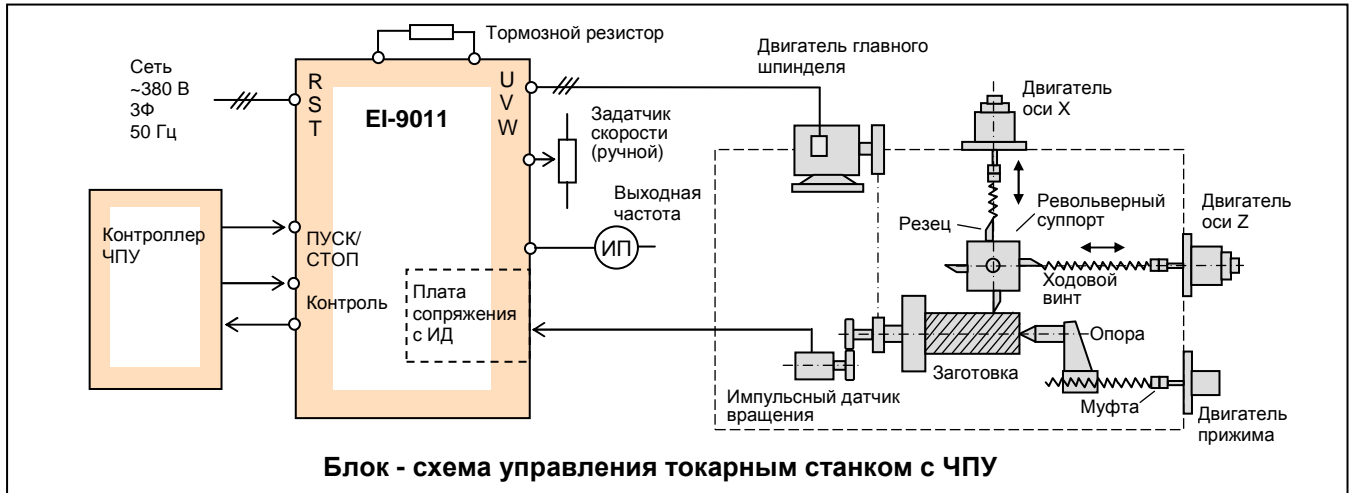 Тормозной резистор
Сеть
~380 В
3Ф
50 Гц
R
S
T
EI-9011
U
V
W
Задатчик
скорости
(ручной)
Выходная
частота
ИП
Контроллер
ЧПУ
ПУСК/
СТОП
Контроль
Плата
сопряжения
с ИД
Двигатель главного
шпинделя
Двигатель
оси X
Резец
Револьверный
суппорт
Двигатель
оси Z
Ходовой
винт
Опора
Заготовка
Импульсный датчик
вращения
Муфта
Двигатель
прижима
Блок - схема управления токарным станком с ЧПУ